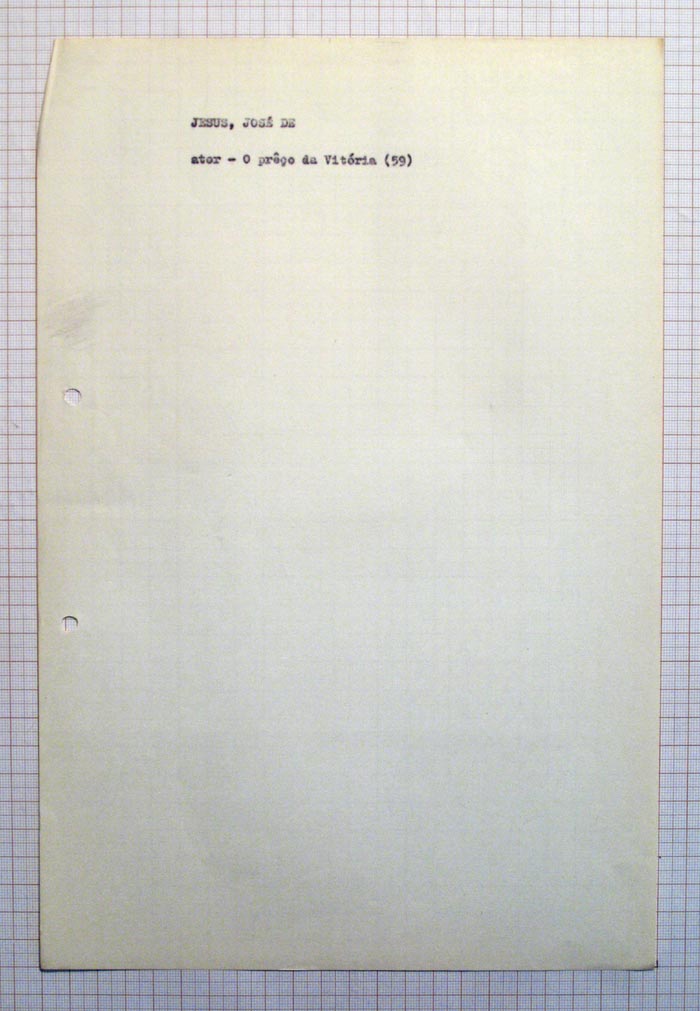 JESUS, JOSÉ DE
ator - O prêço da Vitória (59)